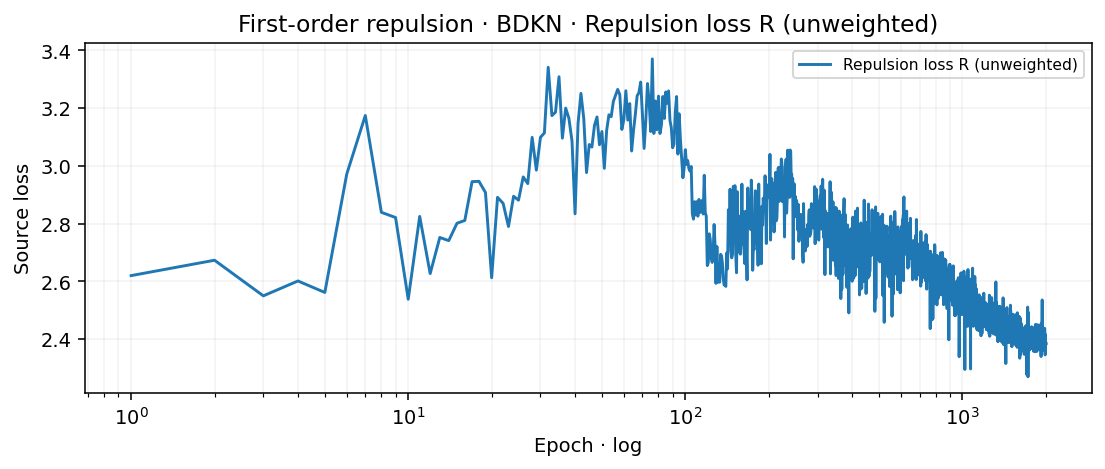 First-order repulsion · BDKN · Repulsion loss R (unweighted)
Repulsion loss R (unweighted)
Source loss
3.4
3.2
3.0
2.8
2.6
2.4
10⁰
10¹
10²
10³
Epoch · log